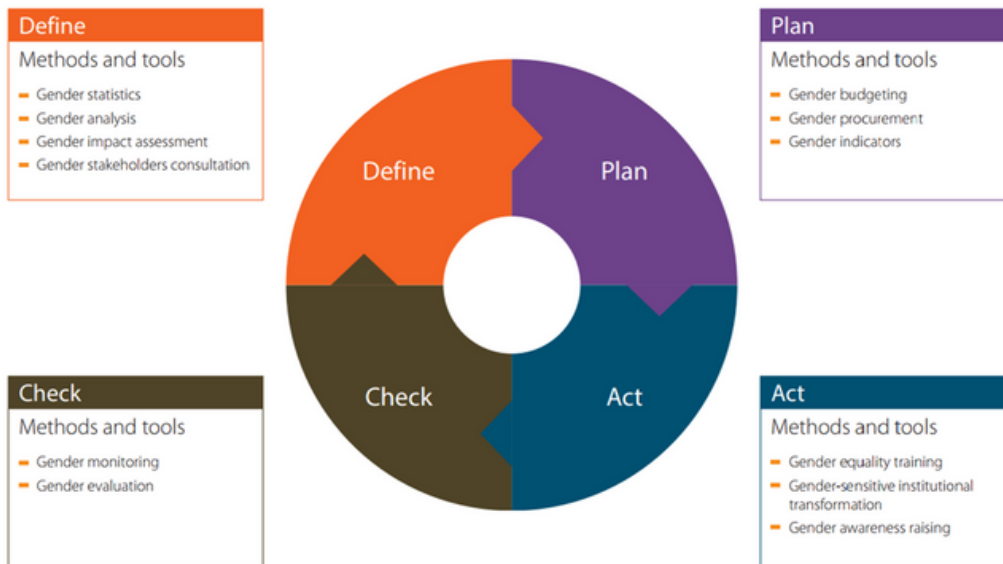 Define
Methods and tools
Gender statistics
Gender analysis
Gender impact assessment
Gender stakeholders consultation
Plan
Methods and tools
Gender budgeting
Gender procurement
Gender indicators
Define
Plan
Check
Act
Check
Methods and tools
Gender monitoring
Gender evaluation
Act
Methods and tools
Gender equality training
Gender-sensitive institutional
transformation
Gender awareness raising